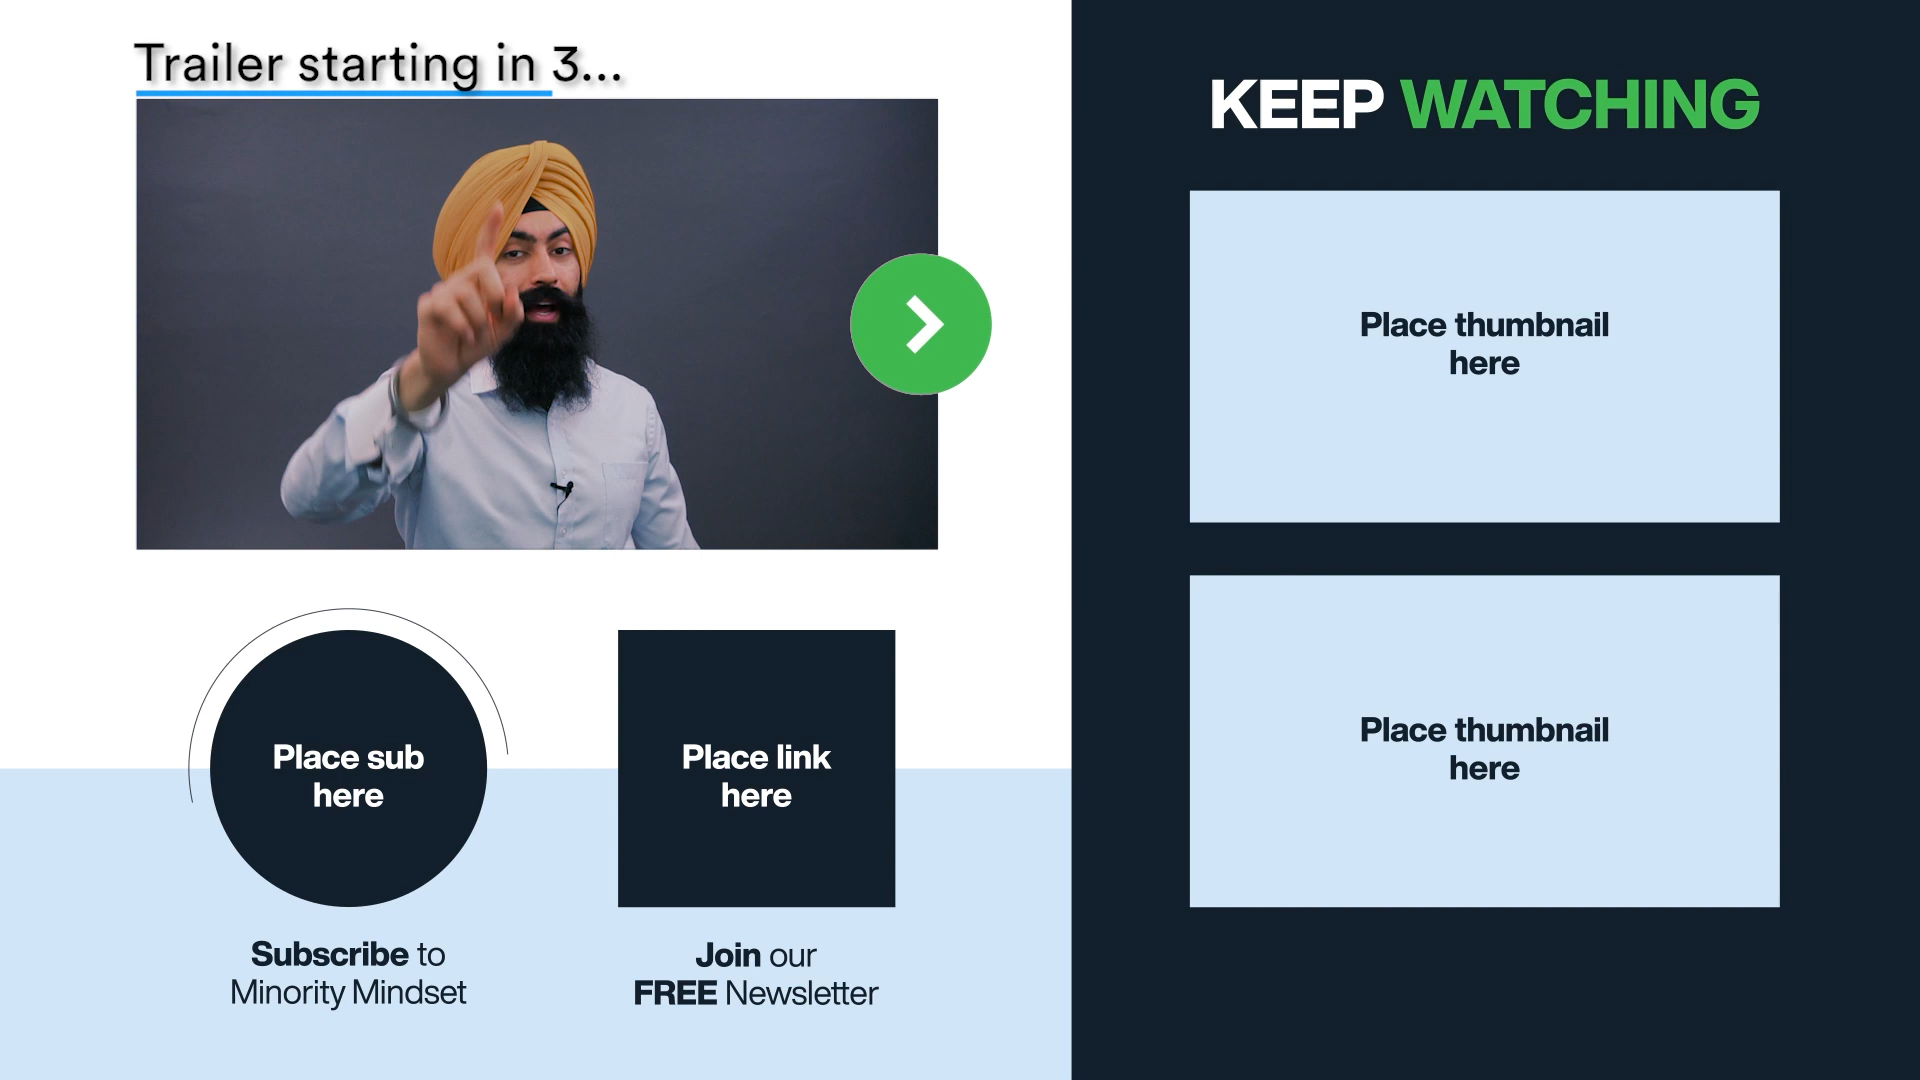 Trailer starting in 3...
KEEP WATCHING
Place thumbnail
here
Place thumbnail
here
Place sub
here
Place link
here
Subscribe to
Minority Mindset
Join our
FREE Newsletter